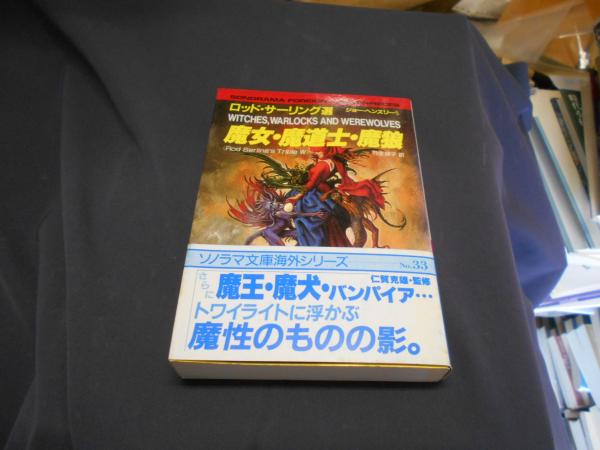 SONORAMA FOREIGN
ロッド・サーリング選
ジョー・ヘンズリー
WITCHES, WARLOCKS AND WEREWOLVES
魔女・魔道士・魔狼
(Rod Serling's Triple W)
ソノラマ文庫海外シリーズ
No.33
さらに
魔王・魔犬・バンパイア…
仁賀克雄・監修
トワイライトに浮かぶ
魔性のものの影。